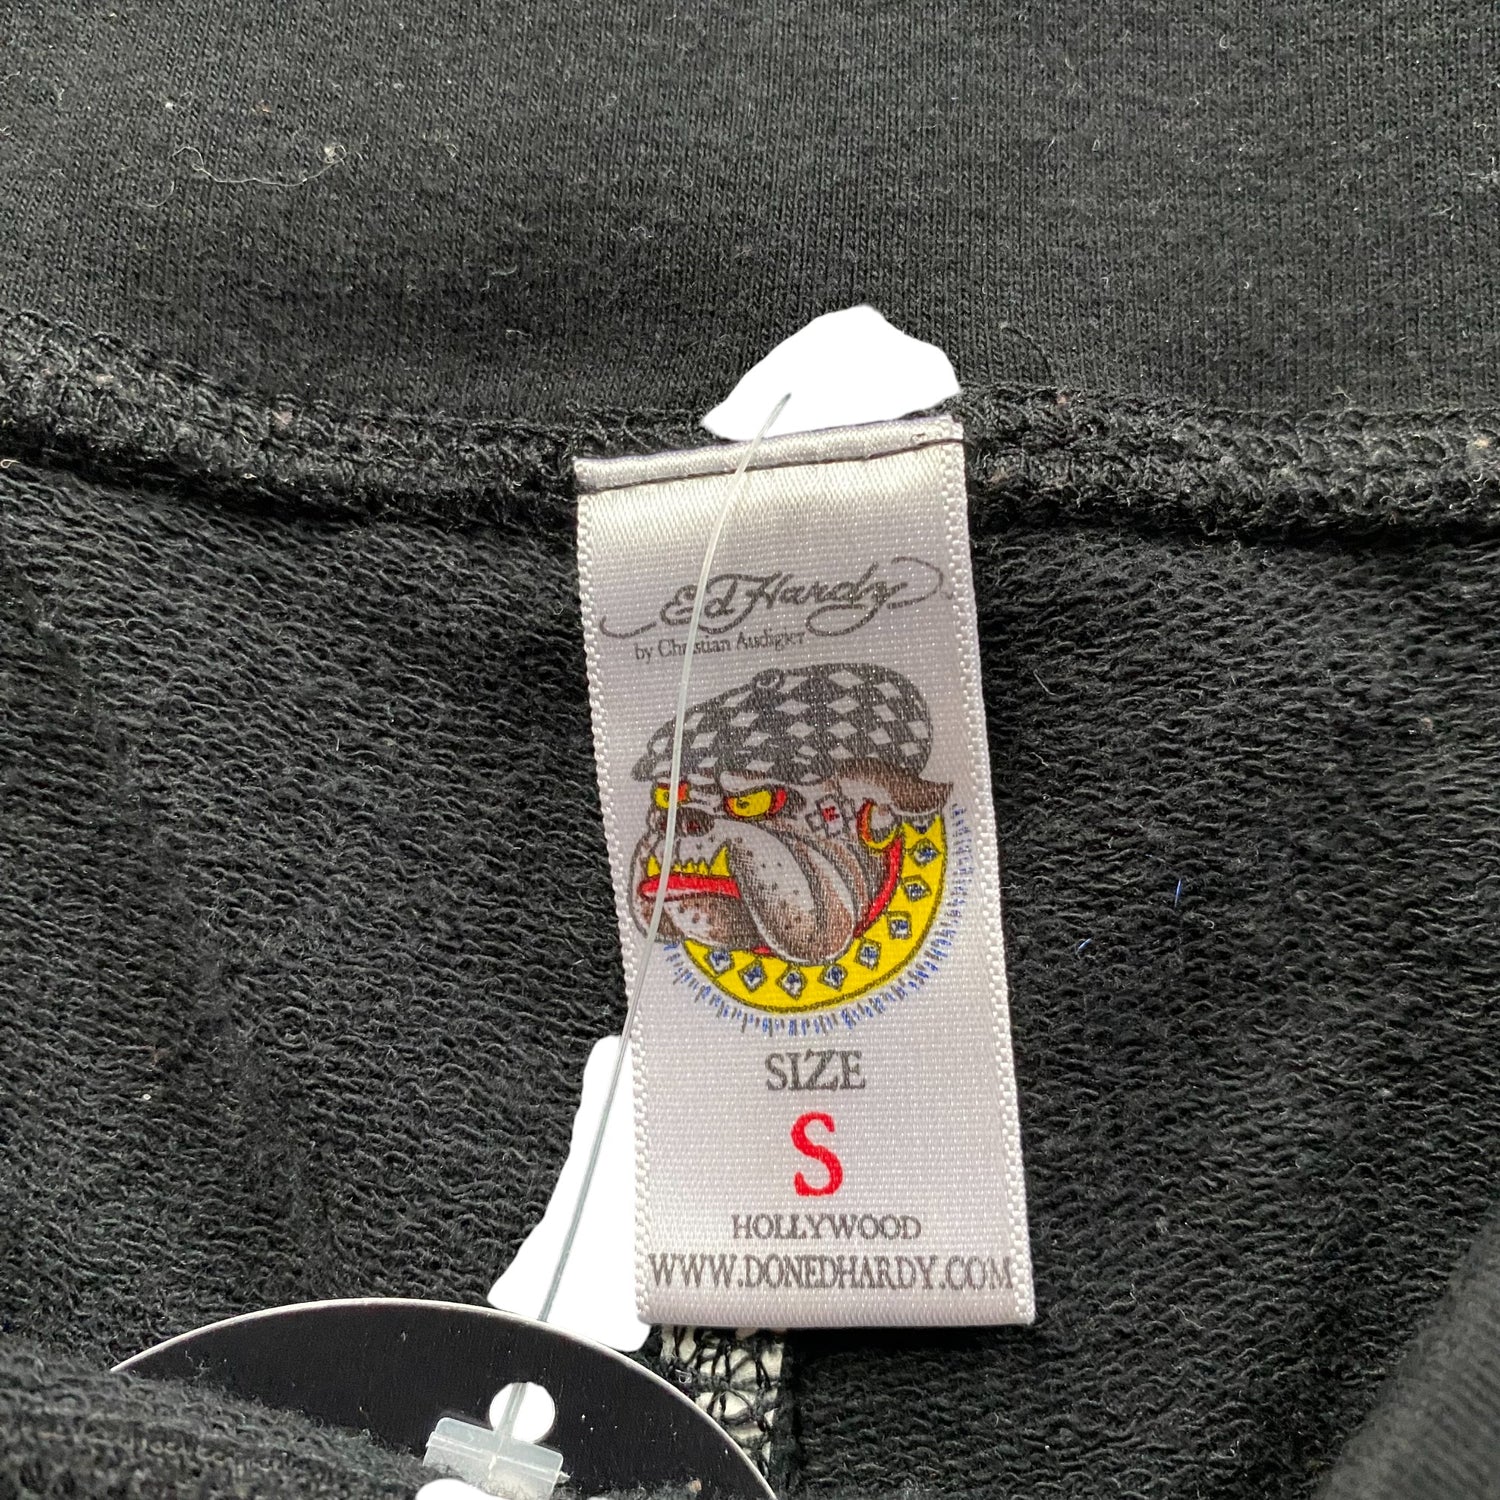 Ed Hardy
by Christian Audigier
SIZE
S
HOLLYWOOD
WWW.DONEDHARDY.COM